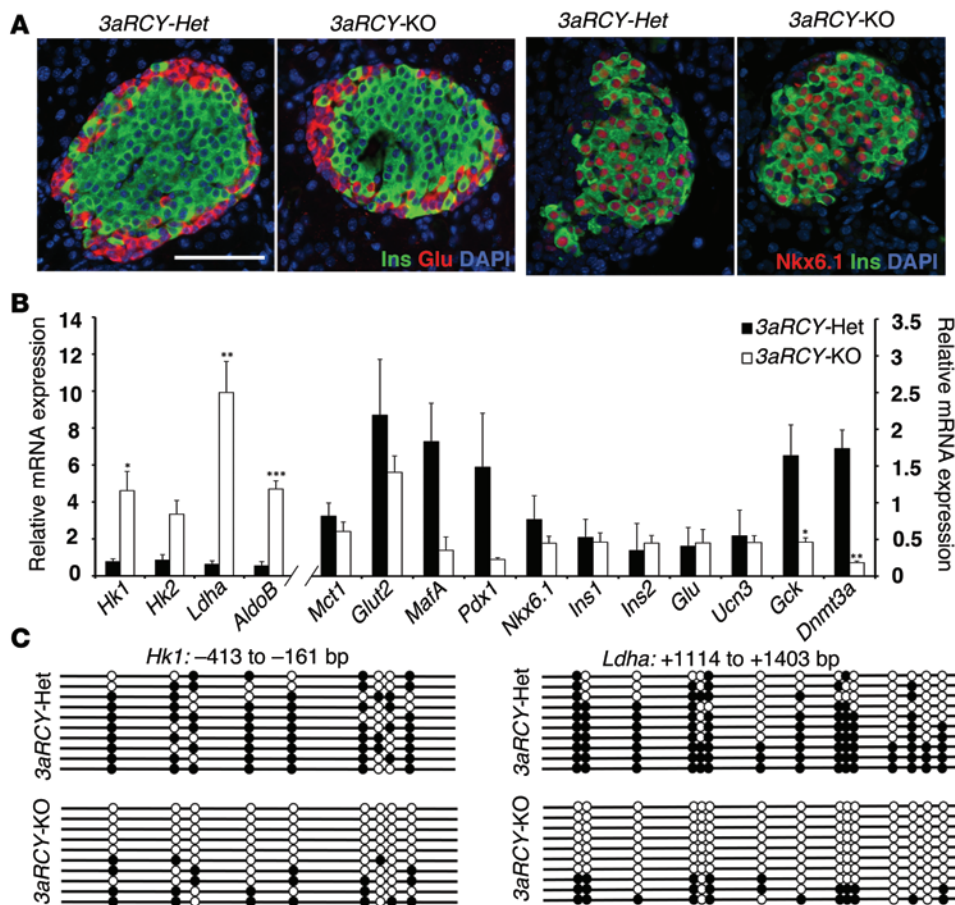 A
3aRCY-Het
3aRCY-KO
3aRCY-Het
3aRCY-KO
Ins Glu DAPI
Nkx6.1 Ins DAPI
B
Relative mRNA expression
14
12
10
8
6
4
2
0
3.5
3
2.5
2
1.5
1
0.5
0
Relative mRNA expression
3aRCY-Het
3aRCY-KO
*
**
***
*
**
Hk1
Hk2
Ldha
AldoB
Mct1
Glut2
MafA
Pdx1
Nkx6.1
Ins1
Ins2
Glu
Ucn3
Gck
Dnmt3a
C
Hk1: –413 to –161 bp
Ldha: +1114 to +1403 bp
3aRCY-Het
3aRCY-Het
3aRCY-KO
3aRCY-KO